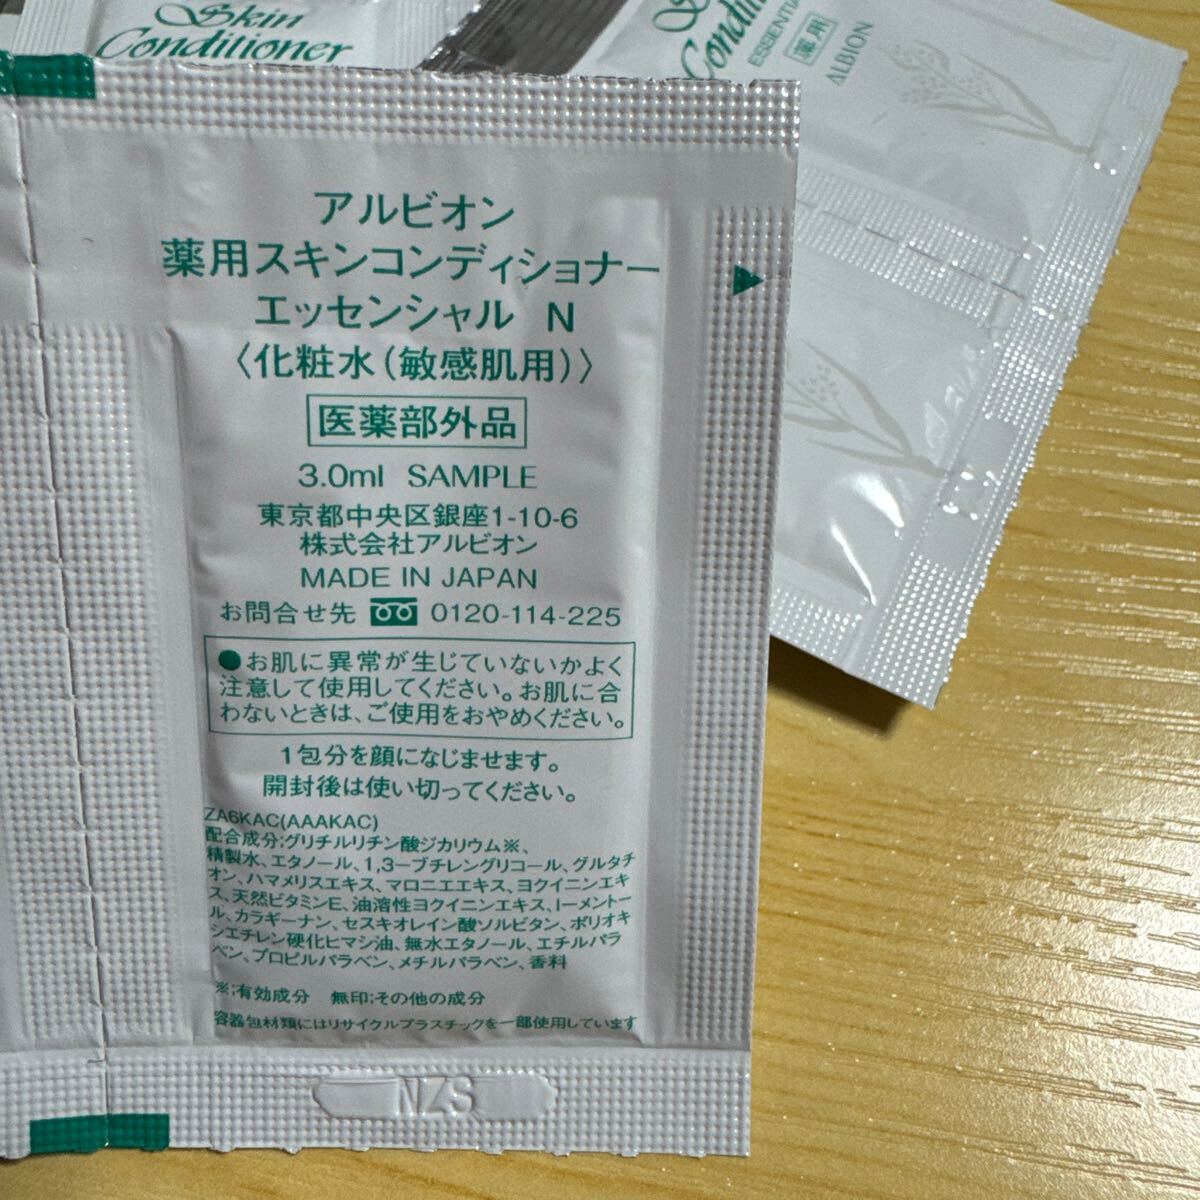 Skin
Conditioner
S
Conditi
ESSENTIA
薬用
ALBION
アルビオン
薬用スキンコンディショナー
エッセンシャル N
〈化粧水(敏感肌用)〉
医薬部外品
3.0ml SAMPLE
東京都中央区銀座1-10-6
株式会社アルビオン
MADE IN JAPAN
お問合せ先 0120-114-225
●お肌に異常が生じていないかよく
注意して使用してください。お肌に合
わないときは、ご使用をおやめください。
1包分を顔になじませます。
開封後は使い切ってください。
ZA6KAC(AAAKAC)
配合成分;グリチルリチン酸ジカリウム※、
精製水、エタノール、1,3-ブチレングリコール、グルタチ
オン、ハマメリスエキス、マロニエエキス、ヨクイニンエキ
ス、天然ビタミンE、油溶性ヨクイニンエキス、l-メントー
ル、カラギーナン、セスキオレイン酸ソルビタン、ポリオキ
シエチレン硬化ヒマシ油、無水エタノール、エチルパラ
ベン、プロピルパラベン、メチルパラベン、香料
※;有効成分 無印;その他の成分
容器包材類にはリサイクルプラスチックを一部使用しています
NZS